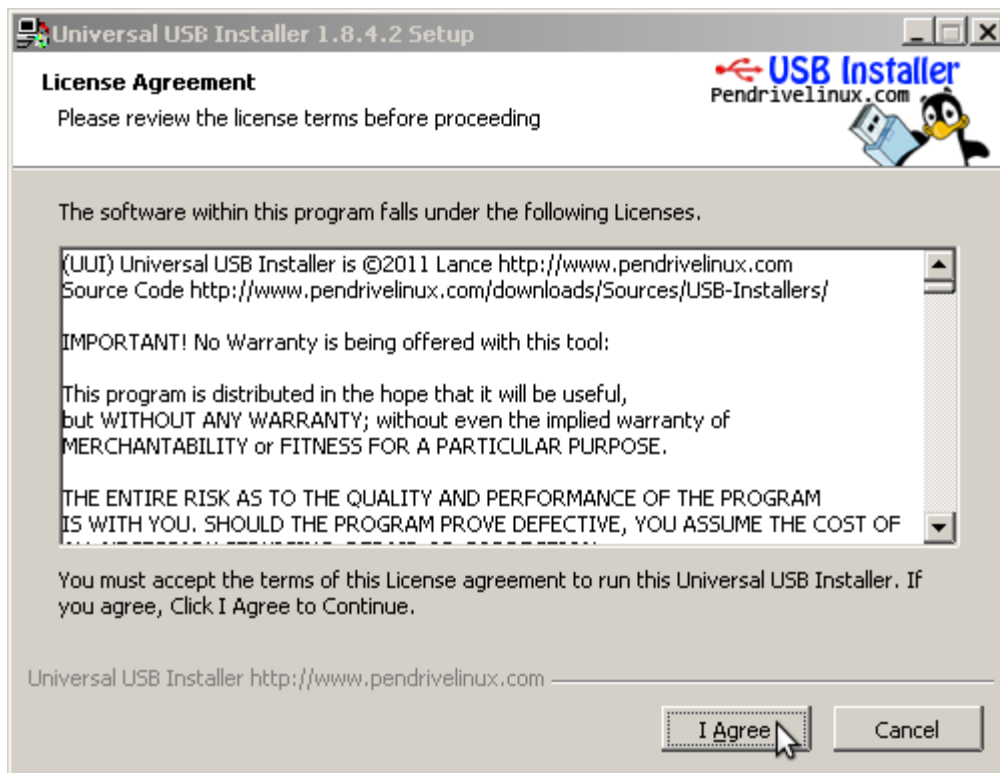 Universal USB Installer 1.8.4.2 Setup
License Agreement
Please review the license terms before proceeding
USB Installer
Pendrivelinux.com
The software within this program falls under the following Licenses.
(UUI) Universal USB Installer is ©2011 Lance http://www.pendrivelinux.com
Source Code http://www.pendrivelinux.com/downloads/Sources/USB-Installers/
IMPORTANT! No Warranty is being offered with this tool:
This program is distributed in the hope that it will be useful,
but WITHOUT ANY WARRANTY; without even the implied warranty of
MERCHANTABILITY or FITNESS FOR A PARTICULAR PURPOSE.
THE ENTIRE RISK AS TO THE QUALITY AND PERFORMANCE OF THE PROGRAM
IS WITH YOU. SHOULD THE PROGRAM PROVE DEFECTIVE, YOU ASSUME THE COST OF
You must accept the terms of this License agreement to run this Universal USB Installer. If
you agree, Click I Agree to Continue.
Universal USB Installer http://www.pendrivelinux.com
I Agree
Cancel